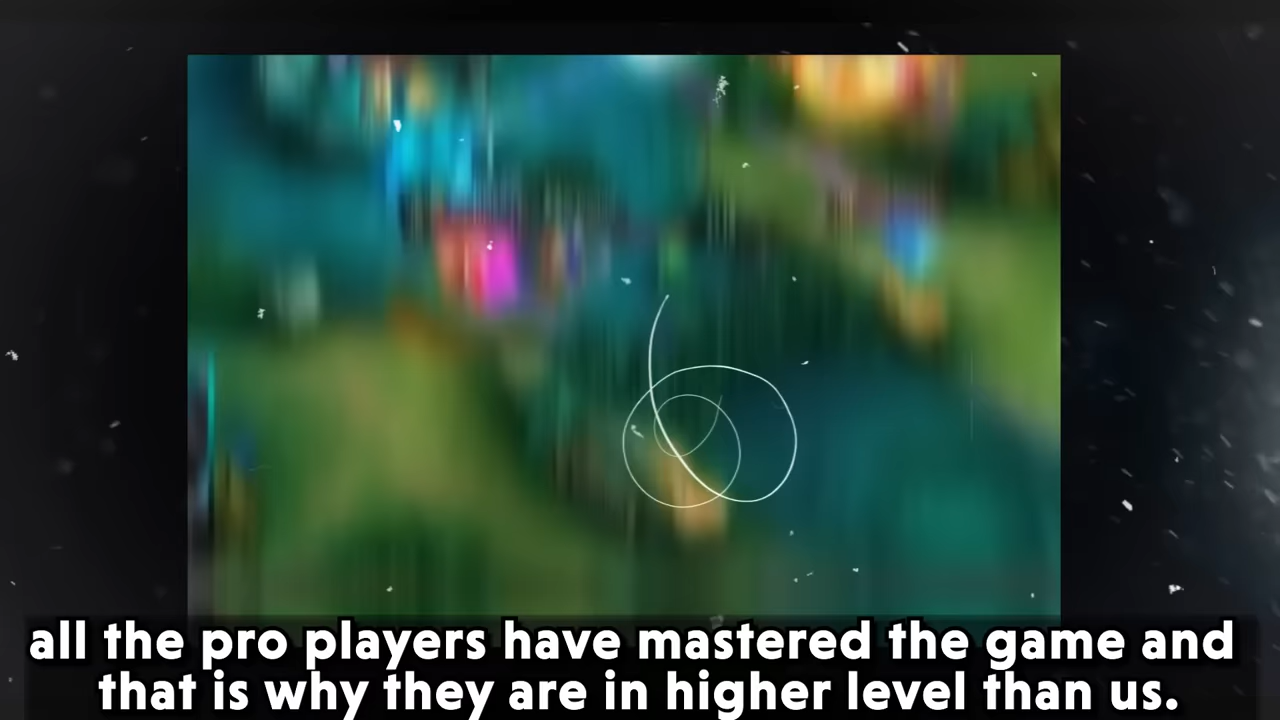 all the pro players have mastered the game and
that is why they are in higher level than us.